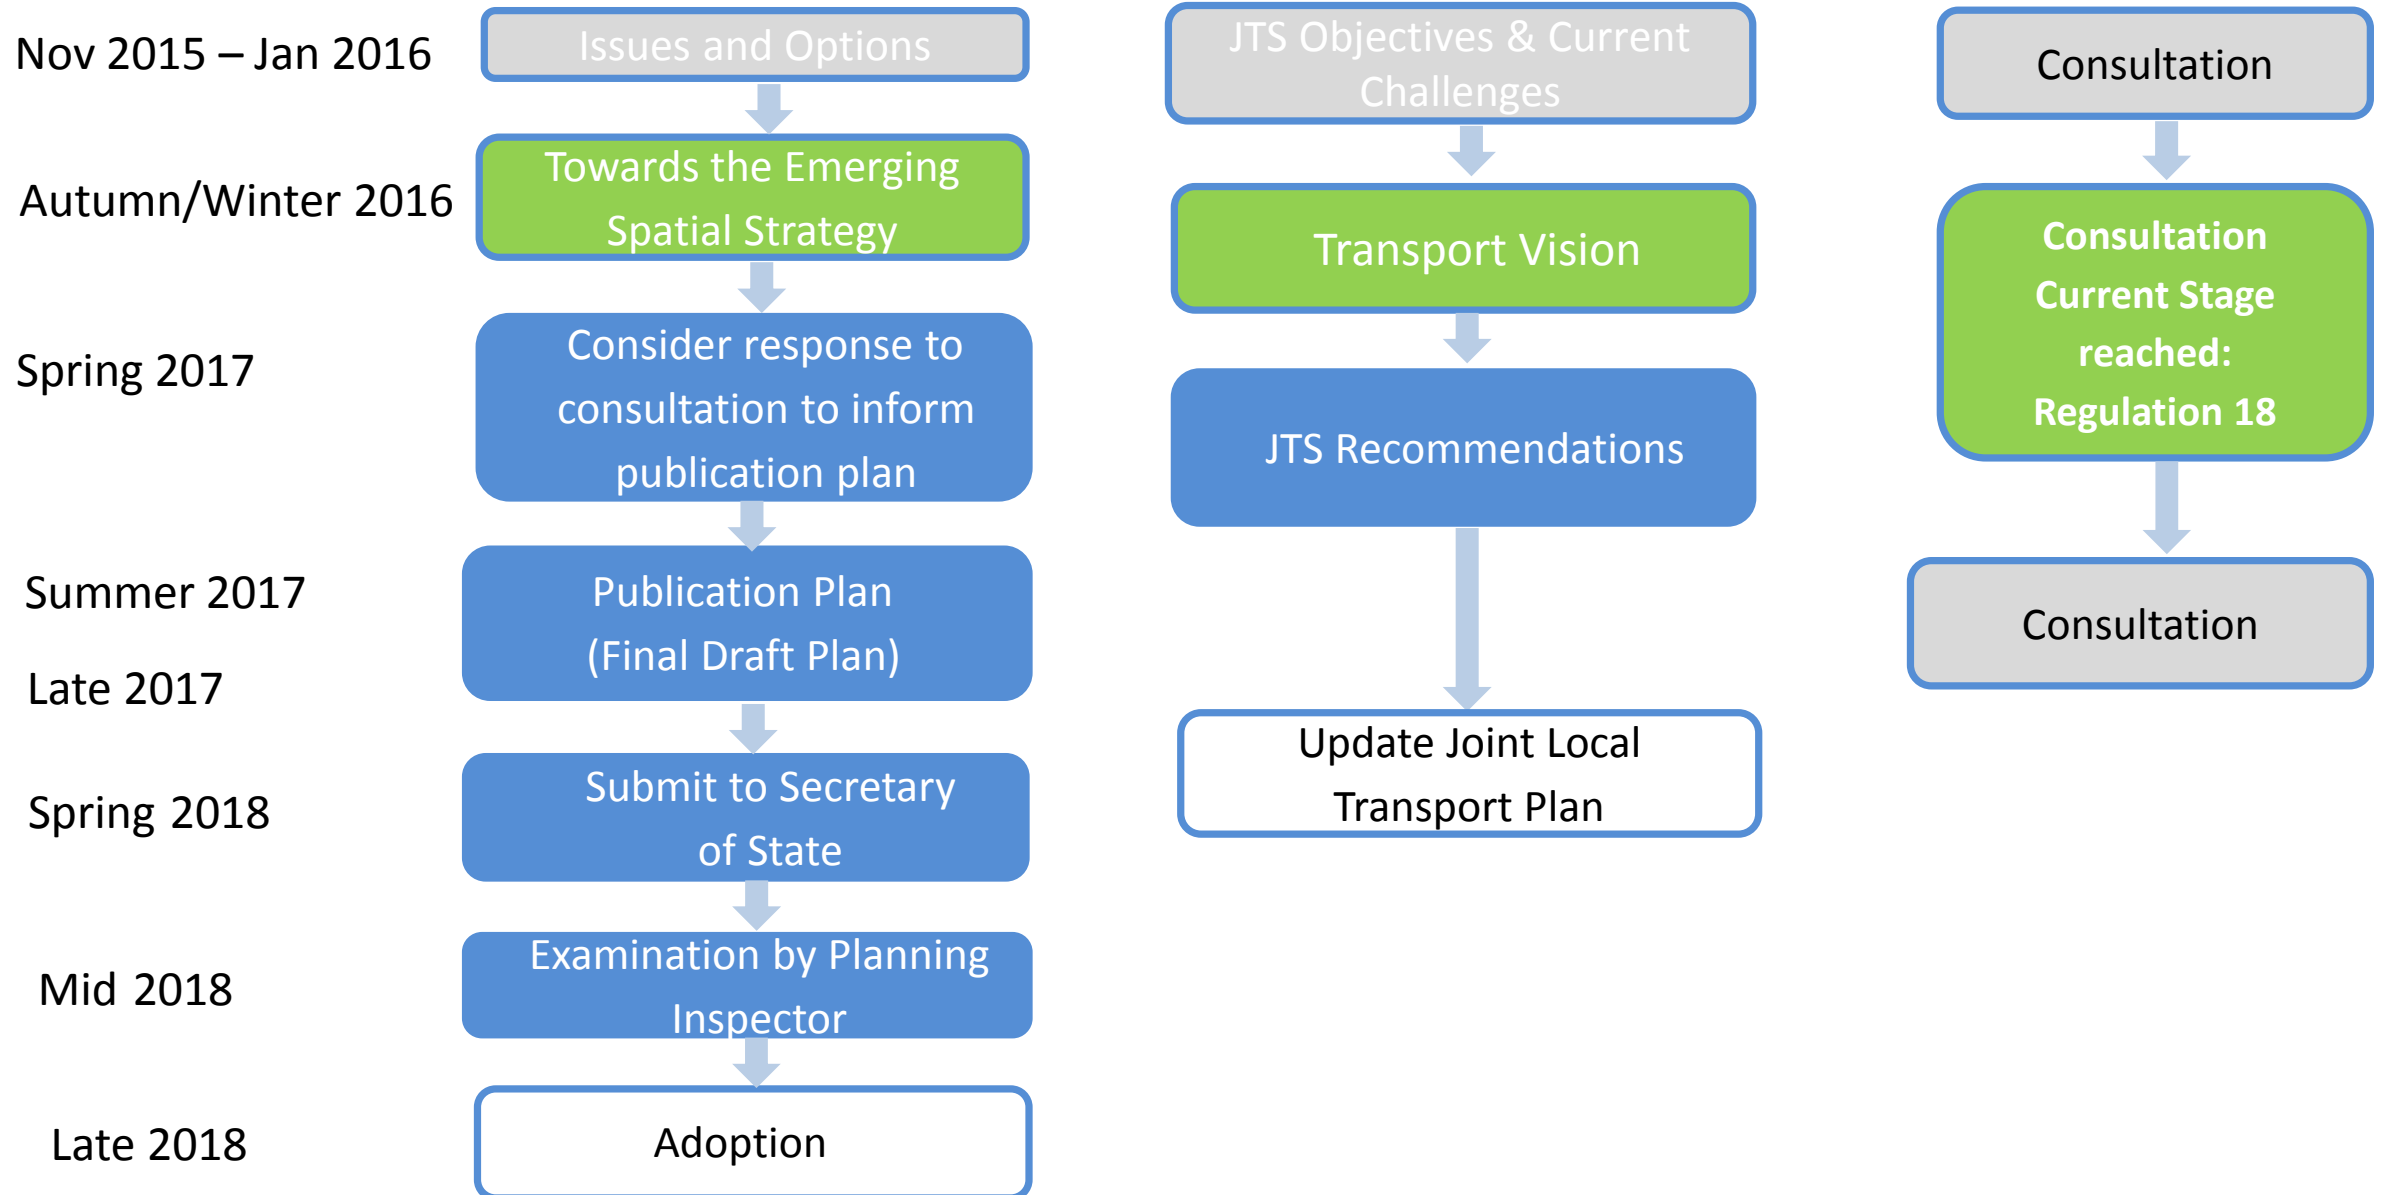 Nov 2015 – Jan 2016
Issues and Options
JTS Objectives & Current
Challenges
Consultation
Autumn/Winter 2016
Towards the Emerging
Spatial Strategy
Transport Vision
Consultation
Current Stage
reached:
Regulation 18
Spring 2017
Consider response to
consultation to inform
publication plan
JTS Recommendations
Summer 2017
Late 2017
Publication Plan
(Final Draft Plan)
Consultation
Spring 2018
Submit to Secretary
of State
Update Joint Local
Transport Plan
Mid 2018
Examination by Planning
Inspector
Late 2018
Adoption